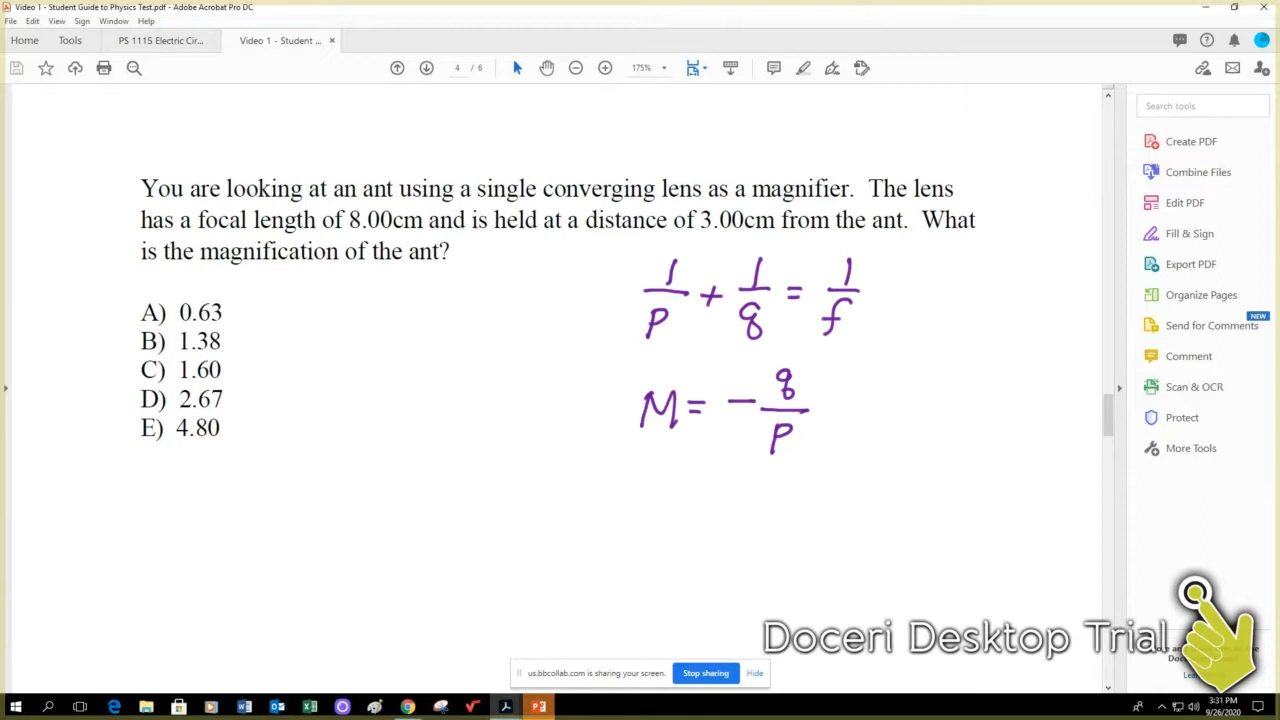 Video 1 - Student Guide to Physics Test.pdf - Adobe Acrobat Pro DC
File Edit View Sign Window Help
Home Tools PS 1115 Electric Cir... Video 1 - Student ... ×
4 / 6 175%
Search tools
Create PDF
Combine Files
Edit PDF
Fill & Sign
Export PDF
Organize Pages
NEW
Send for Comments
Comment
Scan & OCR
Protect
More Tools
You are looking at an ant using a single converging lens as a magnifier. The lens
has a focal length of 8.00cm and is held at a distance of 3.00cm from the ant. What
is the magnification of the ant?
A) 0.63
B) 1.38
C) 1.60
D) 2.67
E) 4.80
1/p + 1/q = 1/f
M = - q/p
Doceri Desktop Trial
us.bbcollab.com is sharing your screen. Stop sharing Hide
3:31 PM
9/26/2020